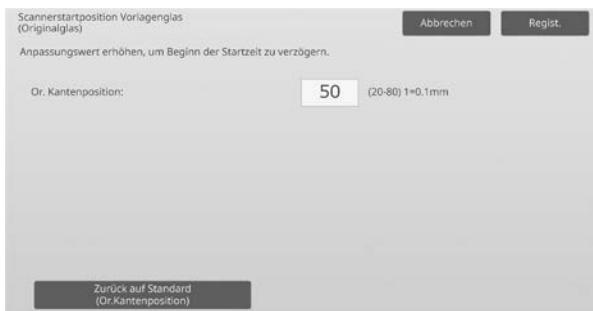 Scannerstartposition Vorlagenglas
(Originalglas)
Abbrechen
Regist.
Anpassungswert erhöhen, um Beginn der Startzeit zu verzögern.
Or. Kantenposition:
50
(20-80) 1=0.1mm
Zurück auf Standard
(Or.Kantenposition)